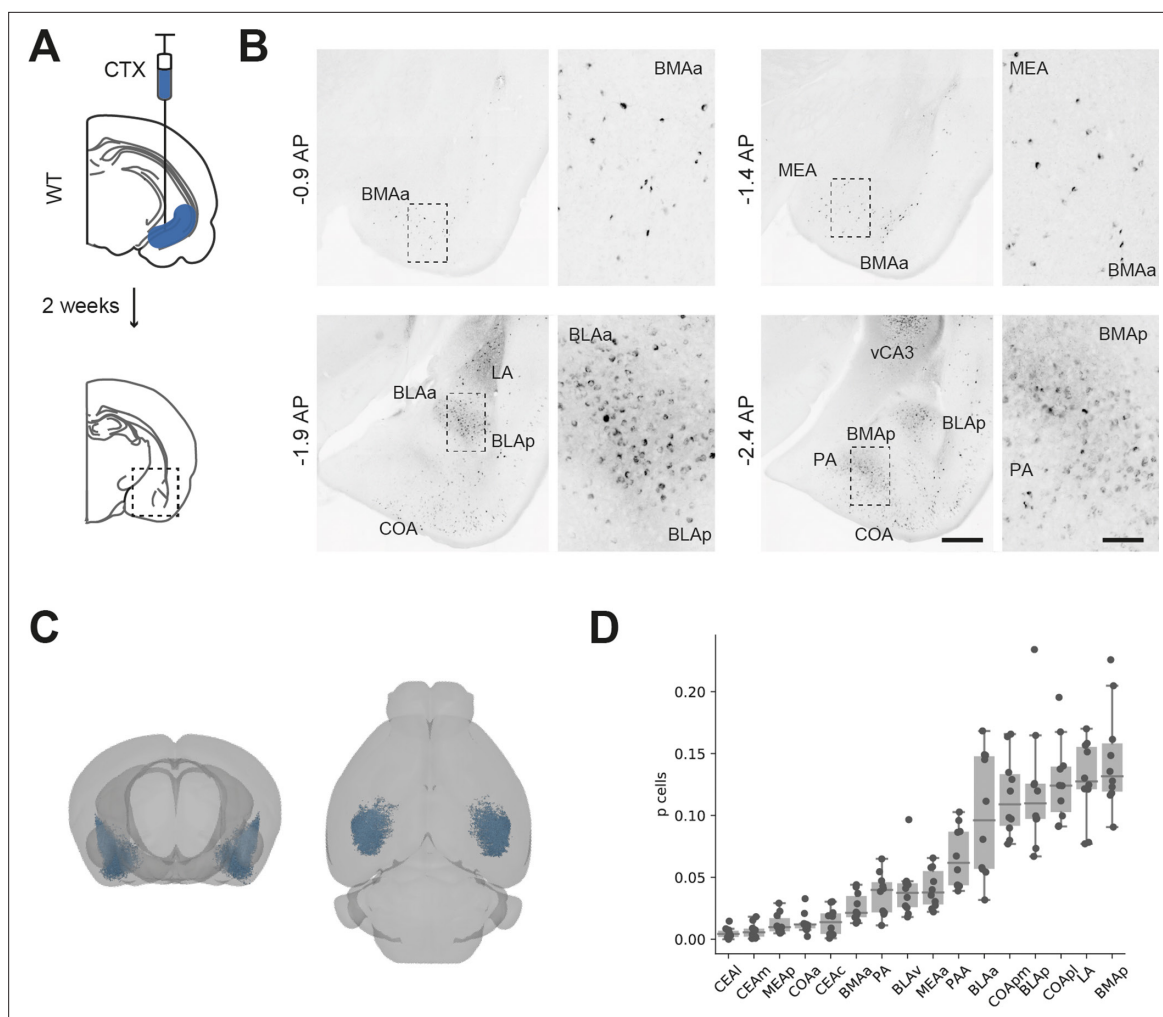 A
CTX
WT
2 weeks
B
-0.9 AP
BMAa
BMAa
-1.4 AP
MEA
BMAa
MEA
BMAa
-1.9 AP
LA
BLAa
BLAp
COA
BLAa
BLAp
-2.4 AP
vCA3
BLAp
BMAp
PA
COA
BMAp
PA
C
D
p cells
0.20
0.15
0.10
0.05
0.00
CEAl
CEAm
MEAp
COAa
CEAc
BMAa
PA
BLAv
MEAa
PAA
BLAa
COApm
BLAp
COApl
LA
BMAp